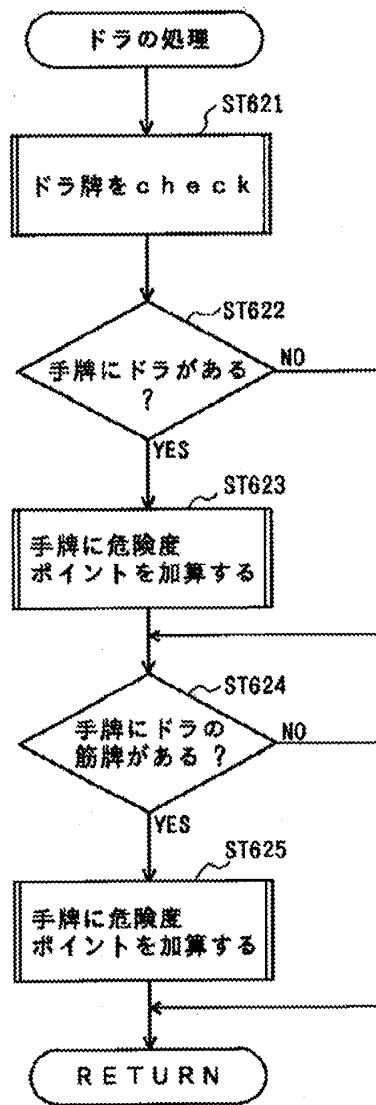 ドラの処理
ST621
ドラ牌をcheck
ST622
手牌にドラがある
?
NO
YES
ST623
手牌に危険度
ポイントを加算する
ST624
手牌にドラの
筋牌がある?
NO
YES
ST625
手牌に危険度
ポイントを加算する
RETURN